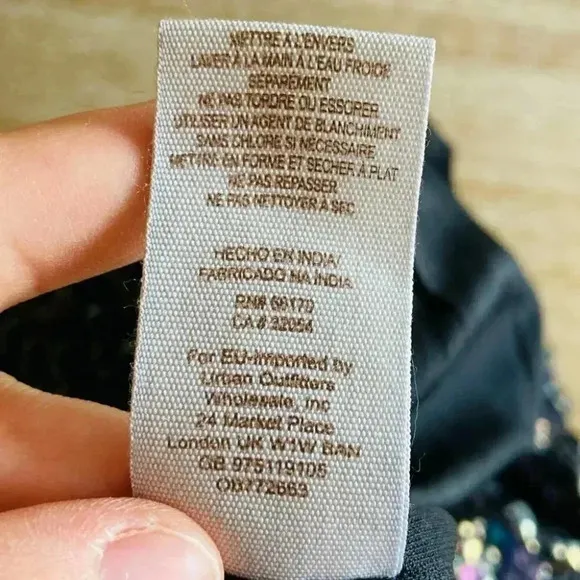 METTRE À L'ENVERS
LAVER À LA MAIN À L'EAU FROIDE
SÉPARÉMENT
NE PAS TORDRE OU ESSORER
UTILISER UN AGENT DE BLANCHIMENT
SANS CHLORE SI NÉCESSAIRE
METTRE EN FORME ET SÉCHER À PLAT
NE PAS REPASSER
NE PAS NETTOYER À SEC
HECHO EN INDIA/
FABRICADO NA ÍNDIA
RN# 66170
CA # 32054
For EU-Imported by
Urban Outfitters
Wholesale, Inc
24 Market Place
London UK W1W 8AN
GB 975119105
OB772663